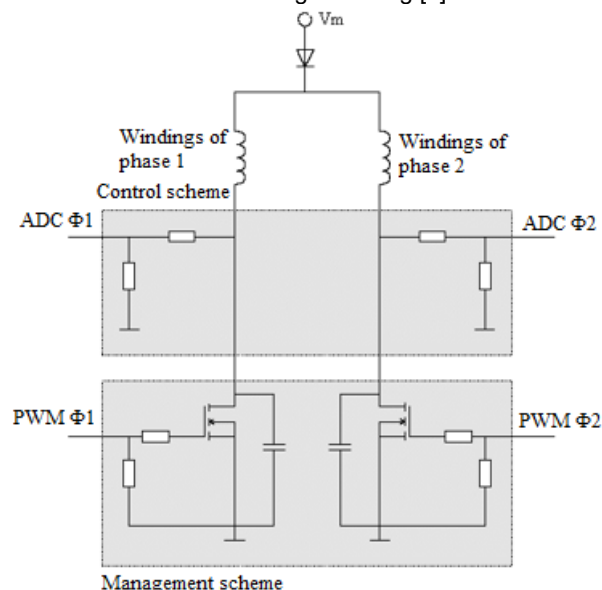 Vm
Windings of
phase 1
Windings of
phase 2
Control scheme
ADC Φ1
ADC Φ2
PWM Φ1
PWM Φ2
Management scheme